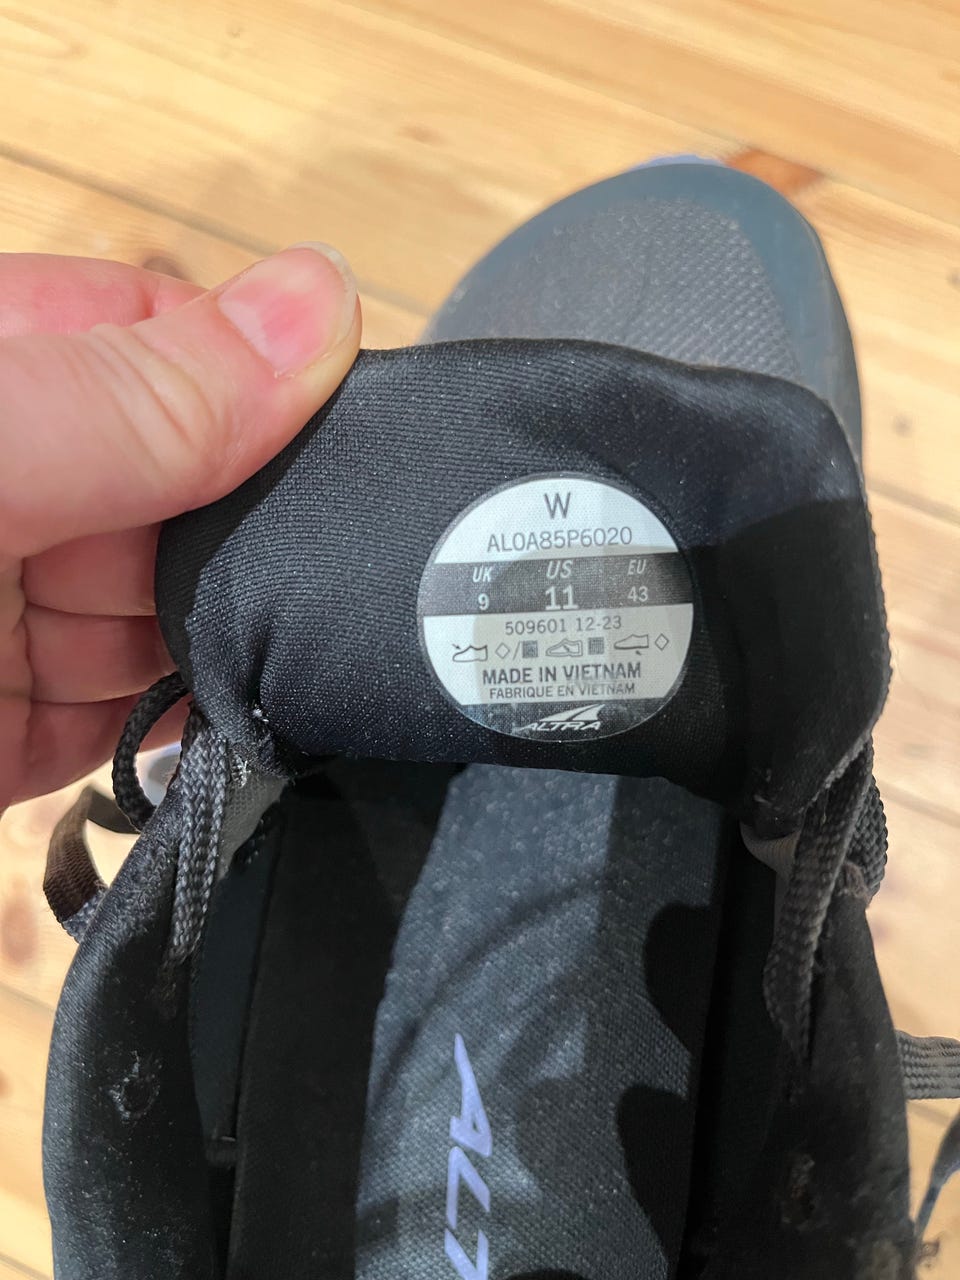 W
AL0A85P6020
UK US EU
9 11 43
509601 12-23
MADE IN VIETNAM
FABRIQUE EN VIETNAM
ALTRA